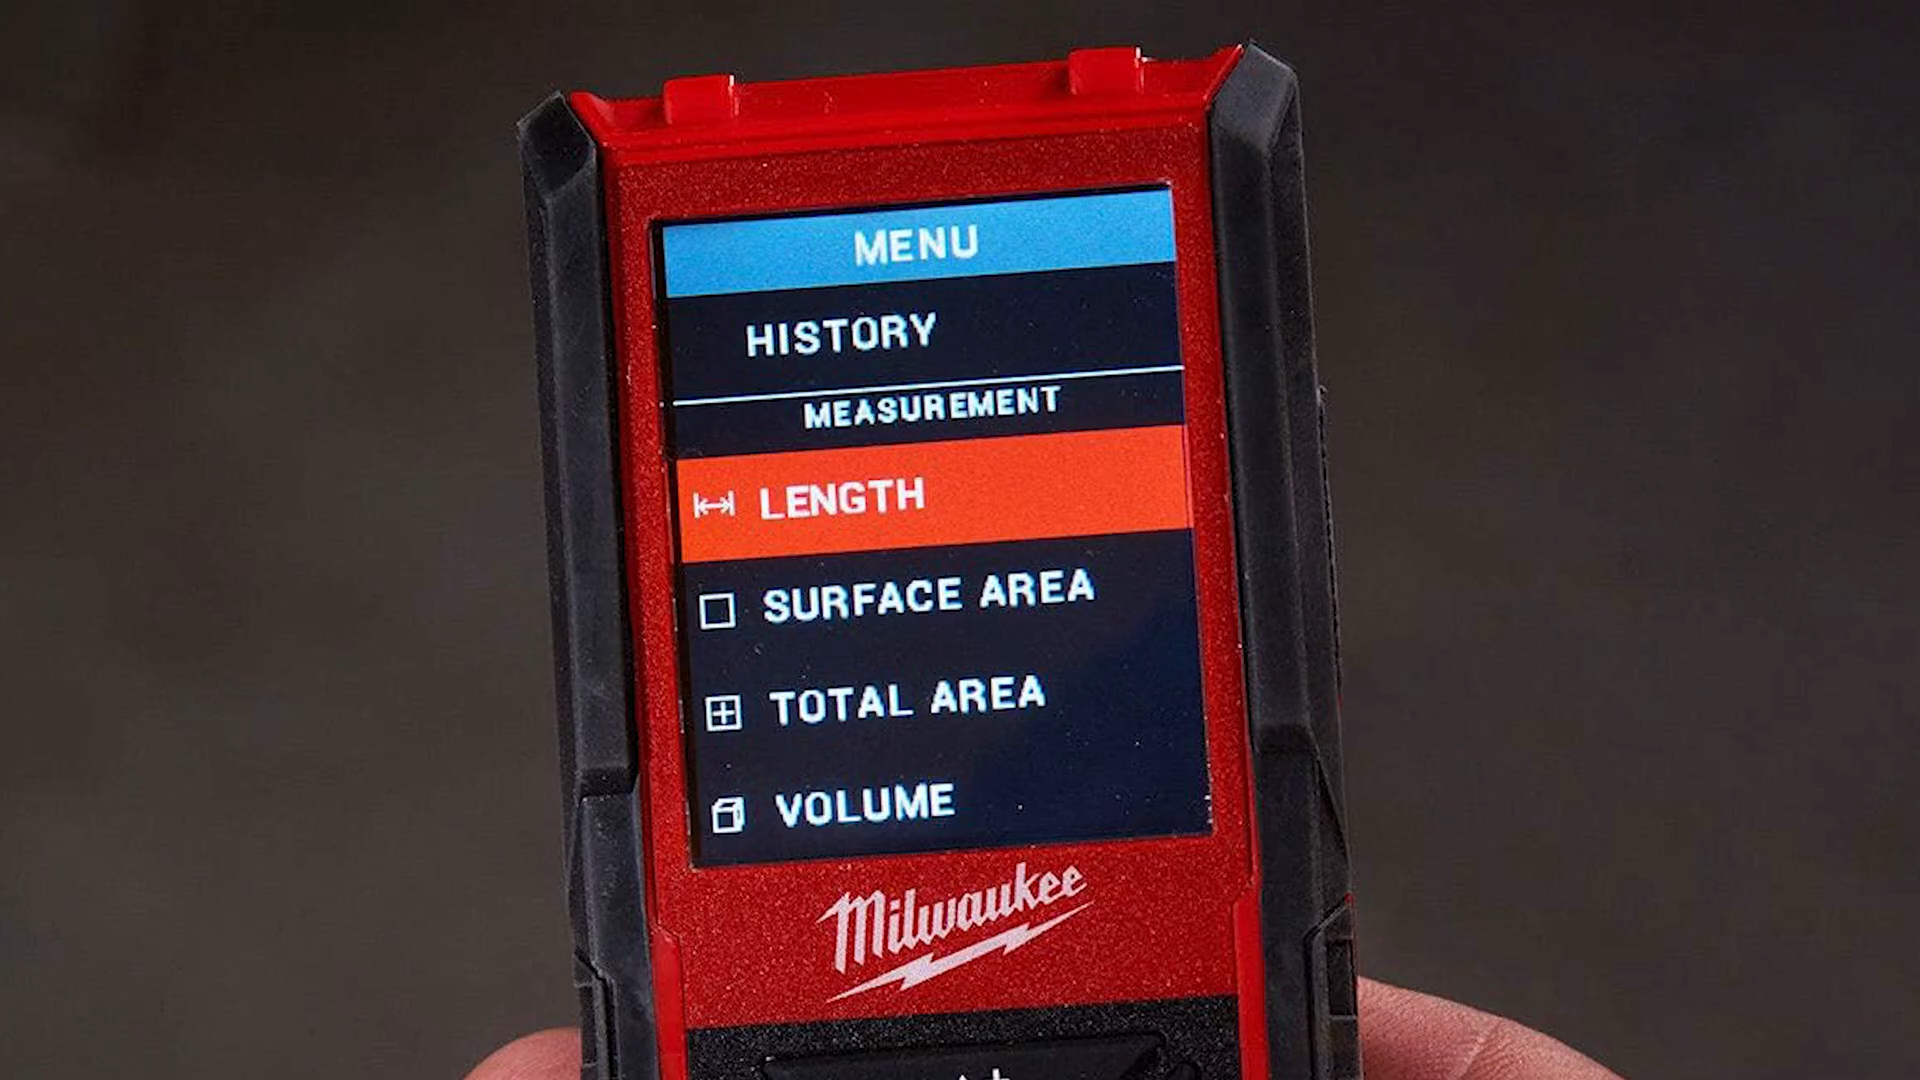 MENU
HISTORY
MEASUREMENT
LENGTH
SURFACE AREA
TOTAL AREA
VOLUME
Milwaukee